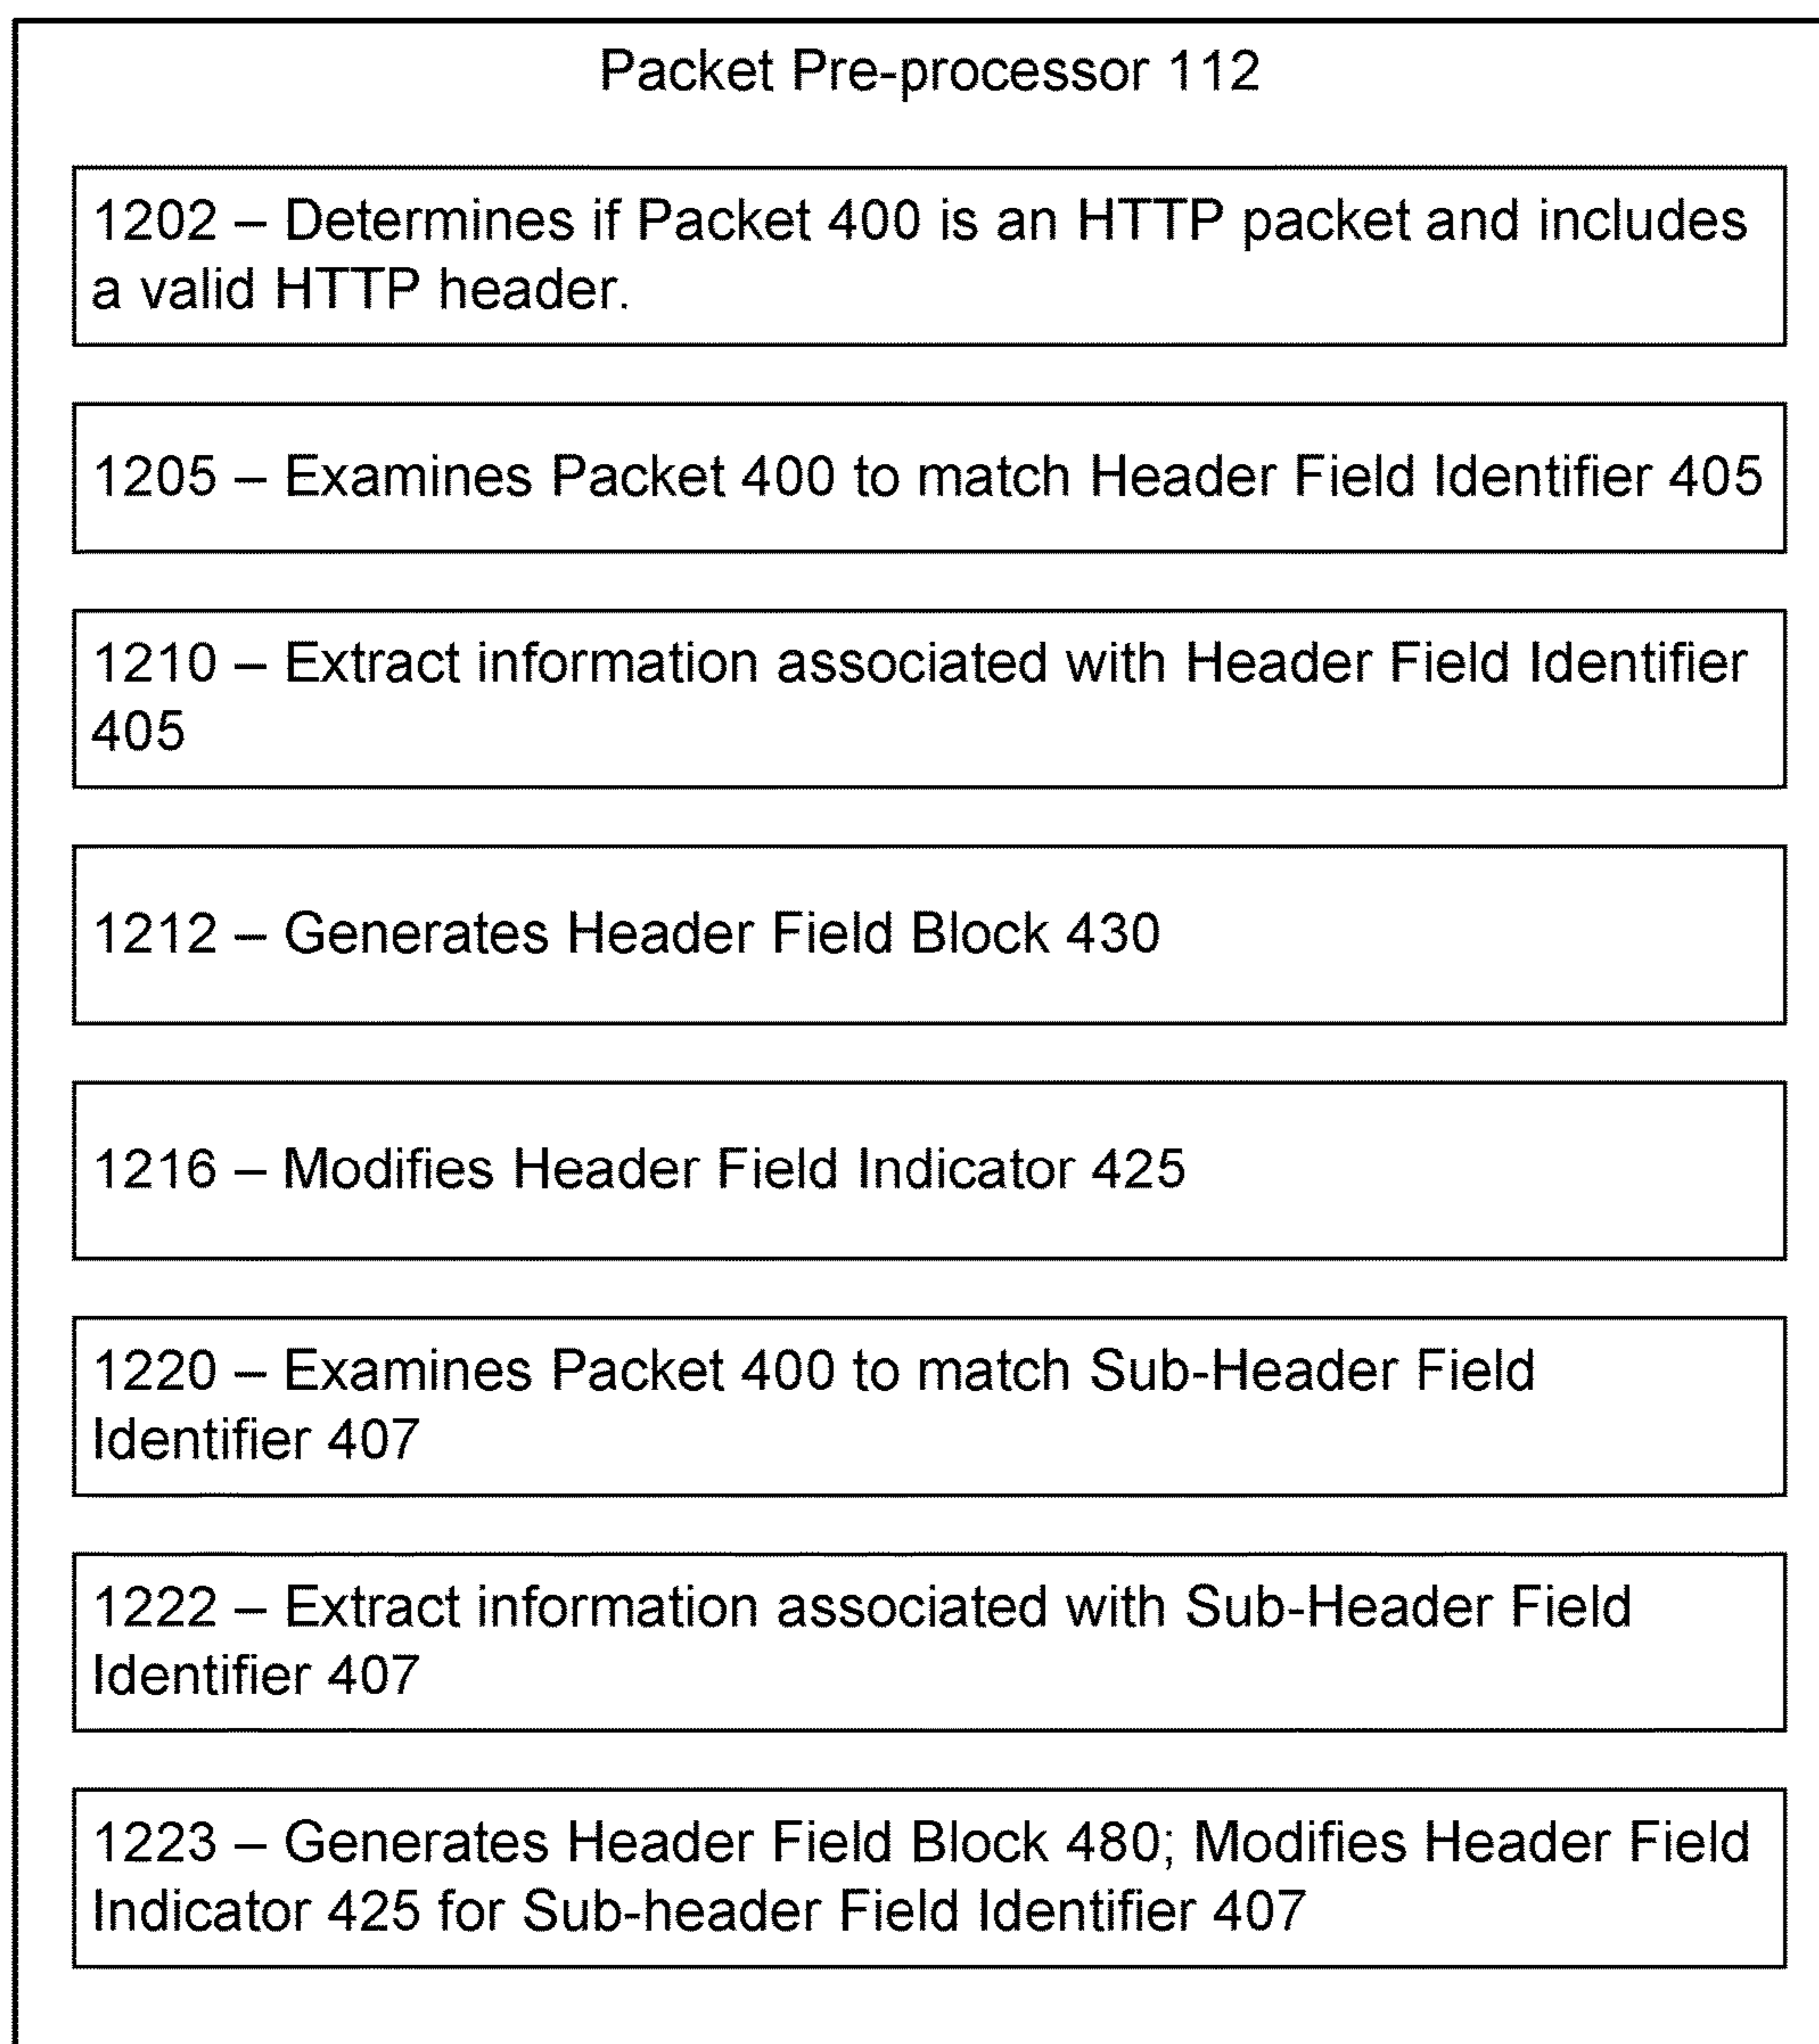 Packet Pre-processor 112
1202 – Determines if Packet 400 is an HTTP packet and includes
a valid HTTP header.
1205 – Examines Packet 400 to match Header Field Identifier 405
1210 – Extract information associated with Header Field Identifier
405
1212 – Generates Header Field Block 430
1216 – Modifies Header Field Indicator 425
1220 – Examines Packet 400 to match Sub-Header Field
Identifier 407
1222 – Extract information associated with Sub-Header Field
Identifier 407
1223 – Generates Header Field Block 480; Modifies Header Field
Indicator 425 for Sub-header Field Identifier 407